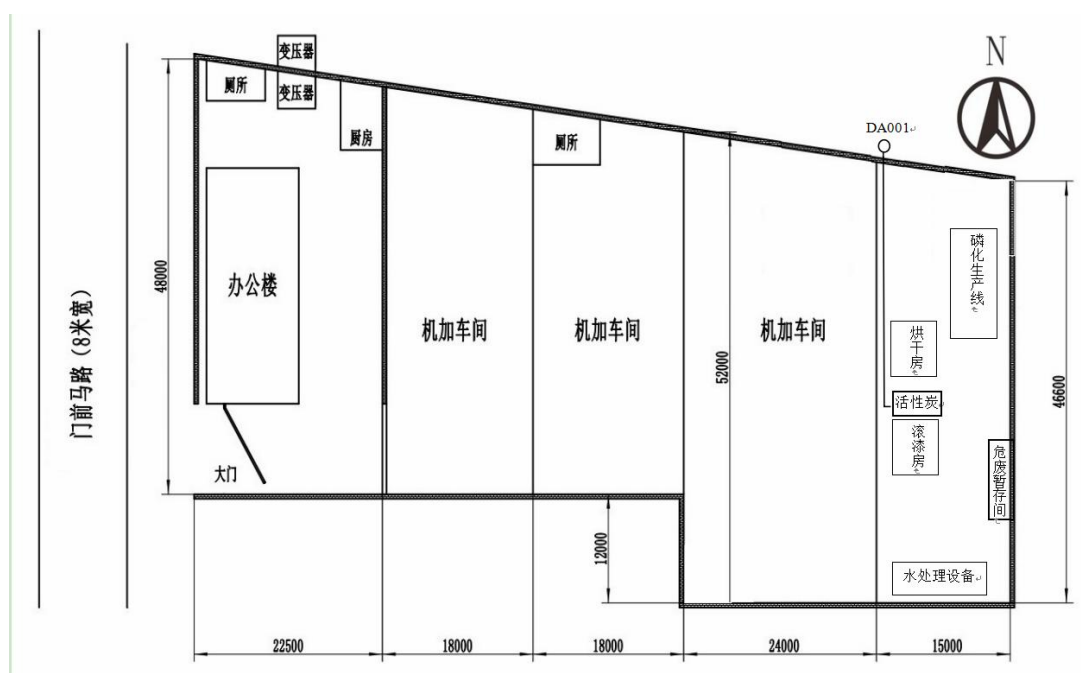 N
变压器
变压器
厕所
厨房
厕所
DA001
磷化生产线
办公楼
48000
门前马路（8米宽）
机加车间
机加车间
机加车间
烘干房
52000
46600
活性炭
滚漆房
危废暂存间
大门
12000
水处理设备
22500
18000
18000
24000
15000